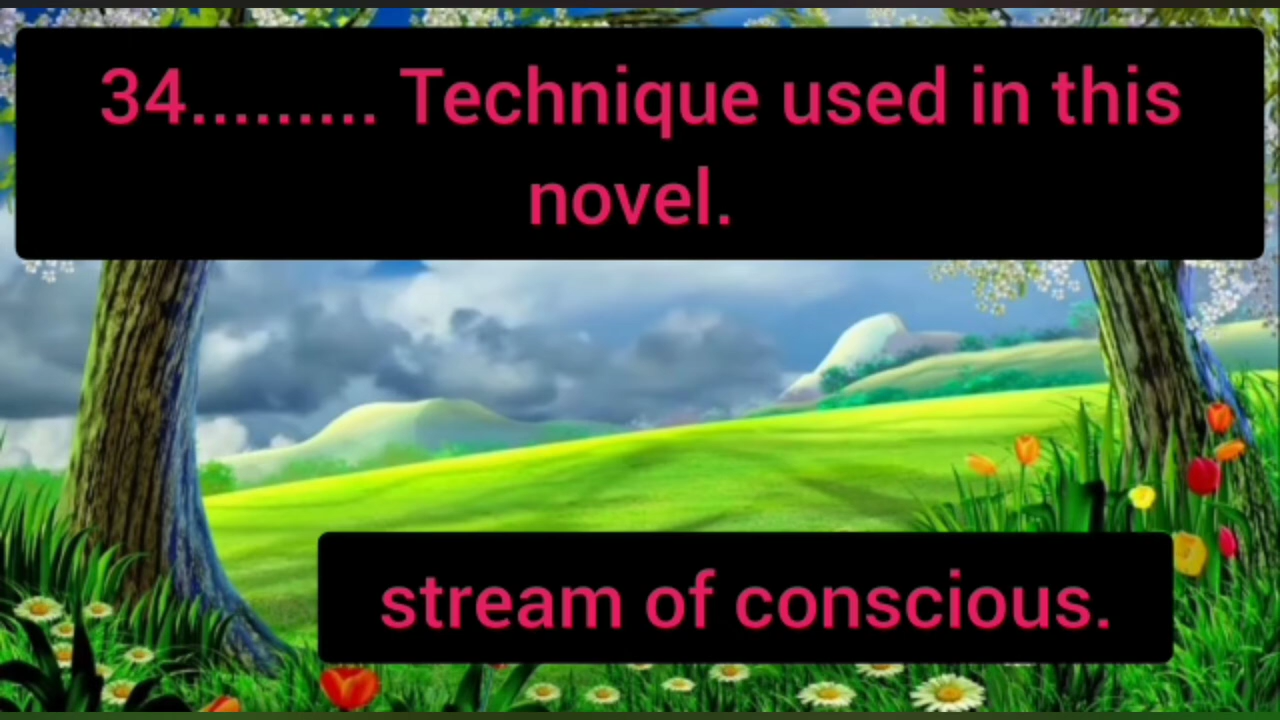 34......... Technique used in this
novel.
stream of conscious.